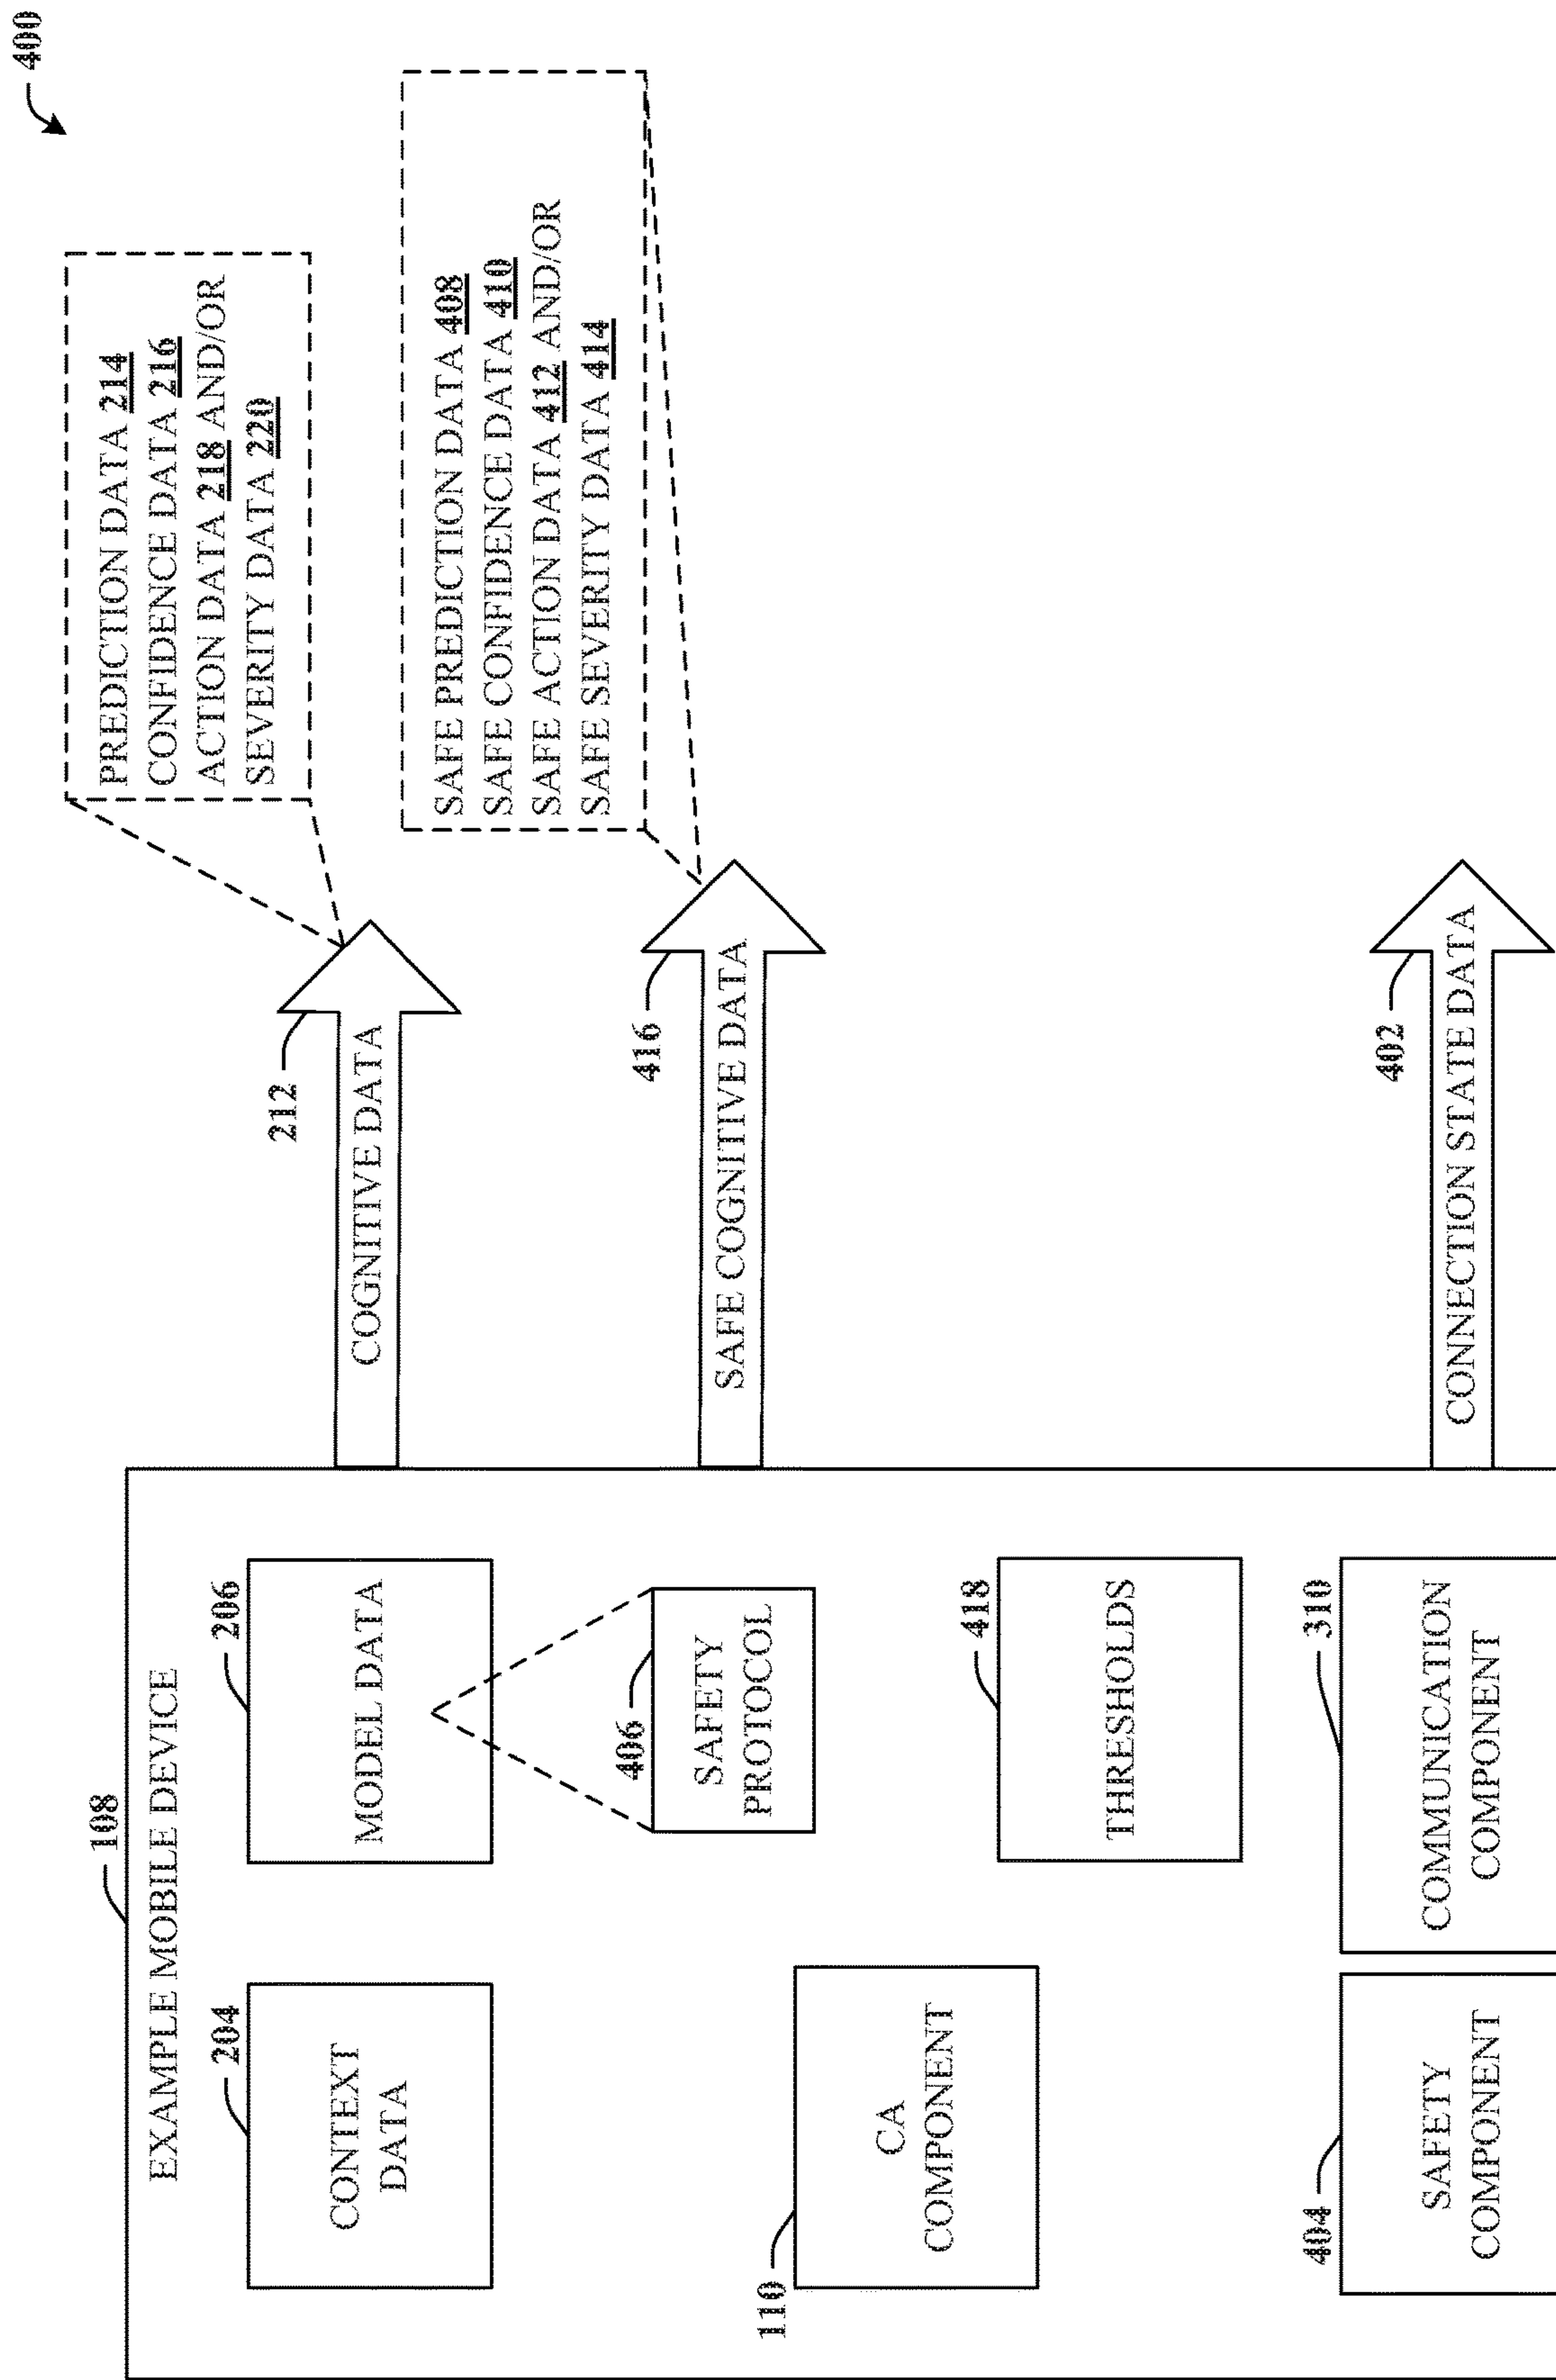 400
108
EXAMPLE MOBILE DEVICE
204
CONTEXT
DATA
206
MODEL DATA
406
SAFETY
PROTOCOL
110
CA
COMPONENT
418
THRESHOLDS
404
SAFETY
COMPONENT
310
COMMUNICATION
COMPONENT
212
COGNITIVE DATA
PREDICTION DATA 214
CONFIDENCE DATA 216
ACTION DATA 218 AND/OR
SEVERITY DATA 220
416
SAFE COGNITIVE DATA
SAFE PREDICTION DATA 408
SAFE CONFIDENCE DATA 410
SAFE ACTION DATA 412 AND/OR
SAFE SEVERITY DATA 414
402
CONNECTION STATE DATA